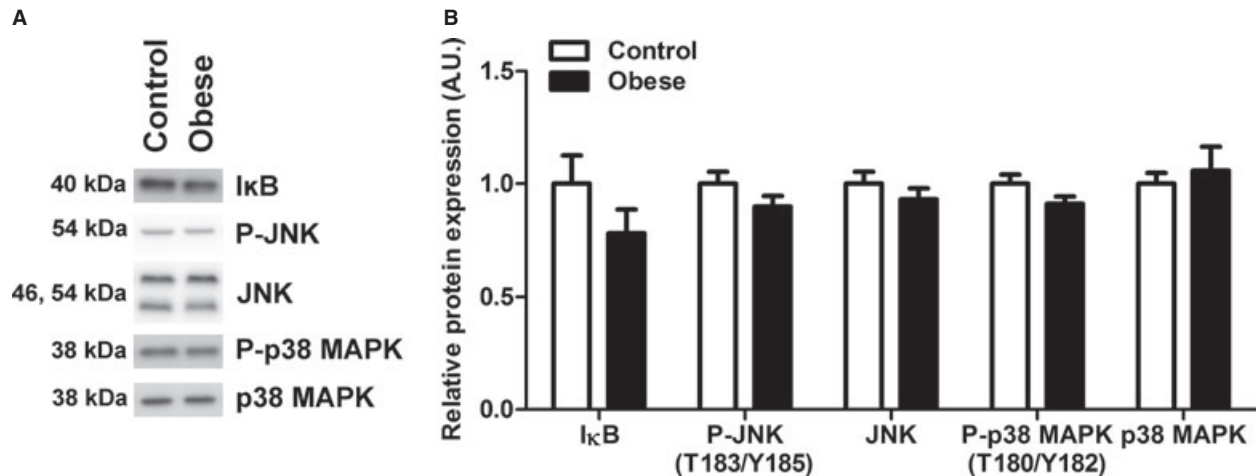 A
Control
Obese
40 kDa
IκB
54 kDa
P-JNK
46, 54 kDa
JNK
38 kDa
P-p38 MAPK
38 kDa
p38 MAPK
B
Control
Obese
Relative protein expression (A.U.)
1.5
1.0
0.5
0.0
IκB
P-JNK
(T183/Y185)
JNK
P-p38 MAPK
(T180/Y182)
p38 MAPK